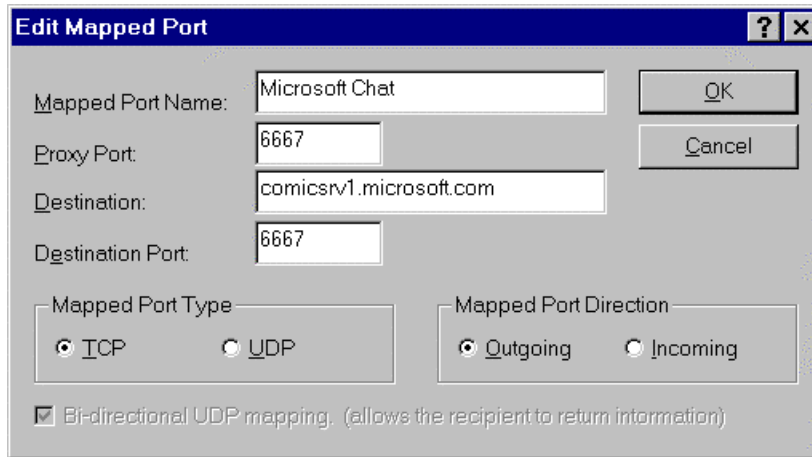 Edit Mapped Port
Mapped Port Name: Microsoft Chat
OK
Proxy Port: 6667
Cancel
Destination: comicsrv1.microsoft.com
Destination Port: 6667
Mapped Port Type
TCP UDP
Mapped Port Direction
Outgoing Incoming
Bi-directional UDP mapping. (allows the recipient to return information)